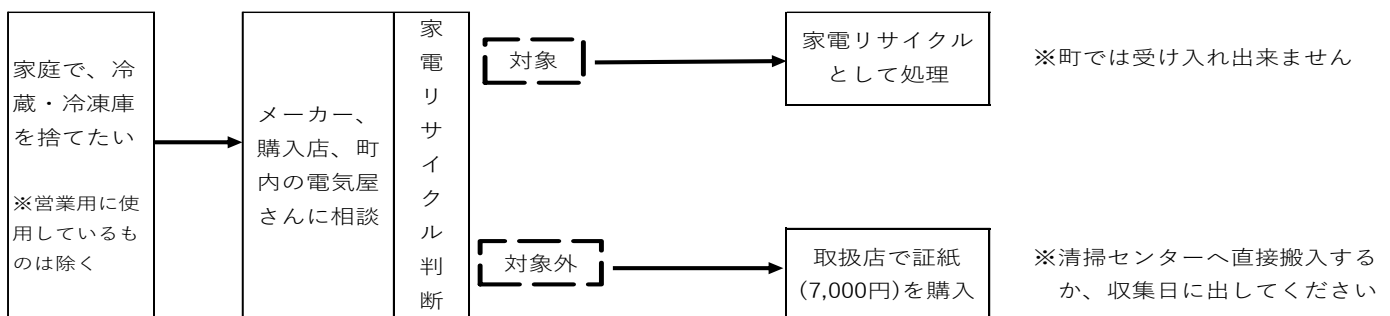 家庭で、冷
蔵・冷凍庫
を捨てたい
※営業用に使
用しているも
のは除く
メーカー、
購入店、町
内の電気屋
さんに相談
家
電
リ
サ
イ
ク
ル
判
断
対象
家電リサイクル
として処理
※町では受け入れ出来ません
対象外
取扱店で証紙
(7,000円)を購入
※清掃センターへ直接搬入する
か、収集日に出してください